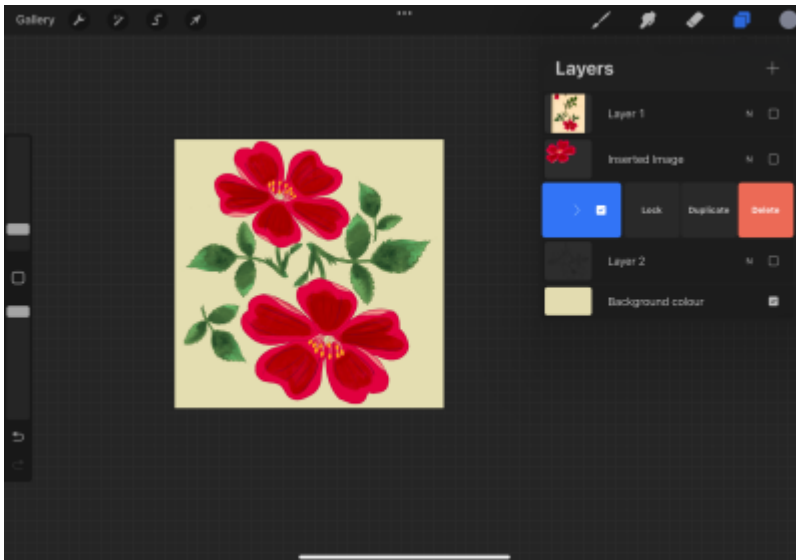 Gallery
Layers
Layer 1 N
Inserted Image N
Lock Duplicate Delete
Layer 2 N
Background colour